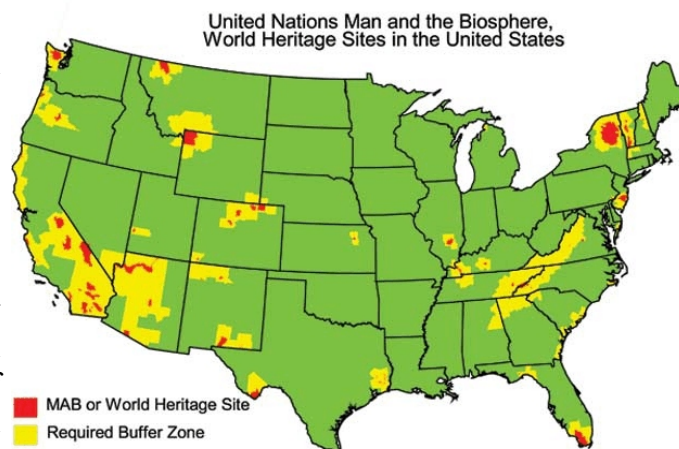 United Nations Man and the Biosphere,
World Heritage Sites in the United States
MAB or World Heritage Site
Required Buffer Zone